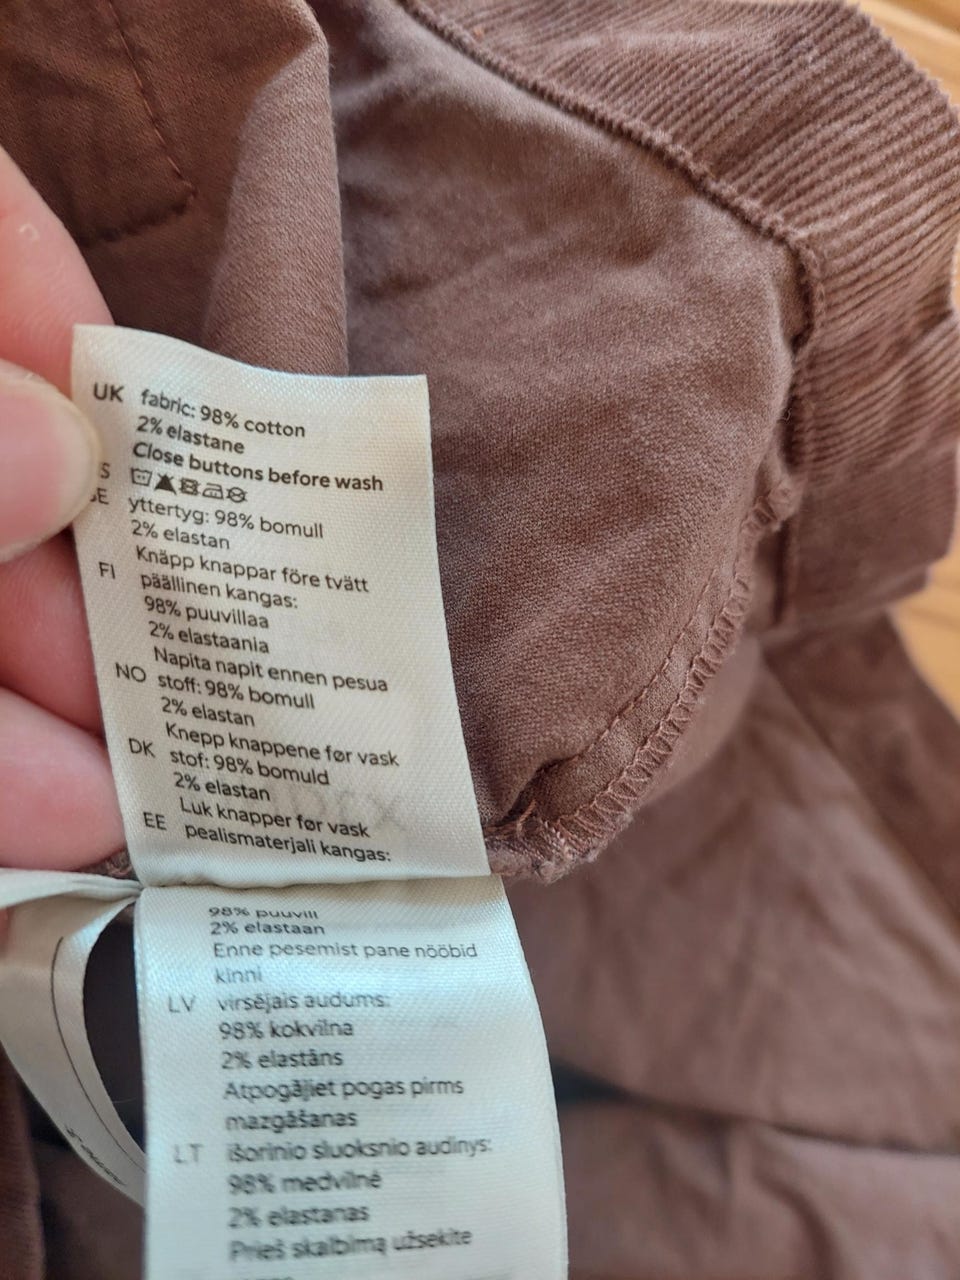 UK fabric: 98% cotton
2% elastane
Close buttons before wash
SE yttertyg: 98% bomull
2% elastan
Knäpp knappar före tvätt
FI päällinen kangas:
98% puuvillaa
2% elastaania
Napita napit ennen pesua
NO stoff: 98% bomull
2% elastan
Knepp knappene før vask
DK stof: 98% bomuld
2% elastan
Luk knapper før vask
EE pealismaterjali kangas:
98% puuvill
2% elastaan
Enne pesemist pane nööbid
kinni
LV virsējais audums:
98% kokvilna
2% elastāns
Atpogājiet pogas pirms
mazgāšanas
LT išorinio sluoksnio audinys:
98% medvilnė
2% elastanas
Prieš skalbimą užsekite